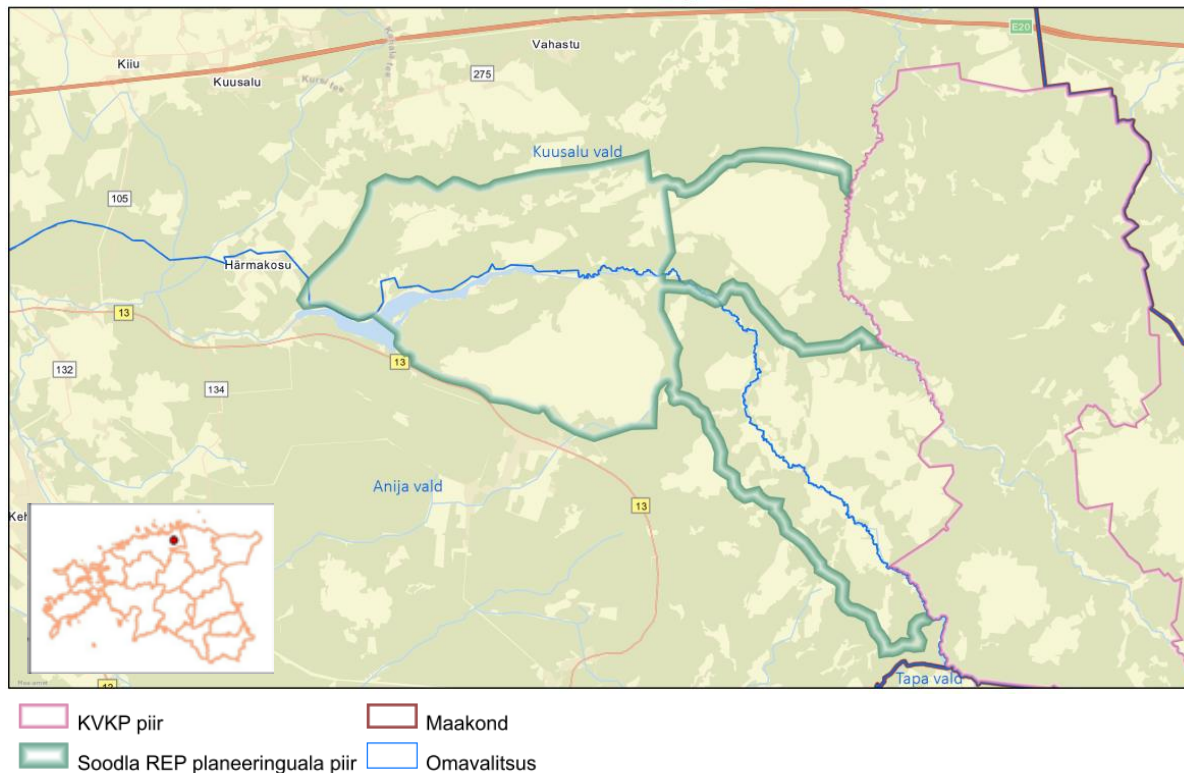 E20
Vahastu
Kiiu
275
Kuusalu
Kuusalu vald
105
Härmakosu
13
13
132
134
Anija vald
13
Keh
Tapa vald
KVKP piir
Maakond
Soodla REP planeeringuala piir
Omavalitsus